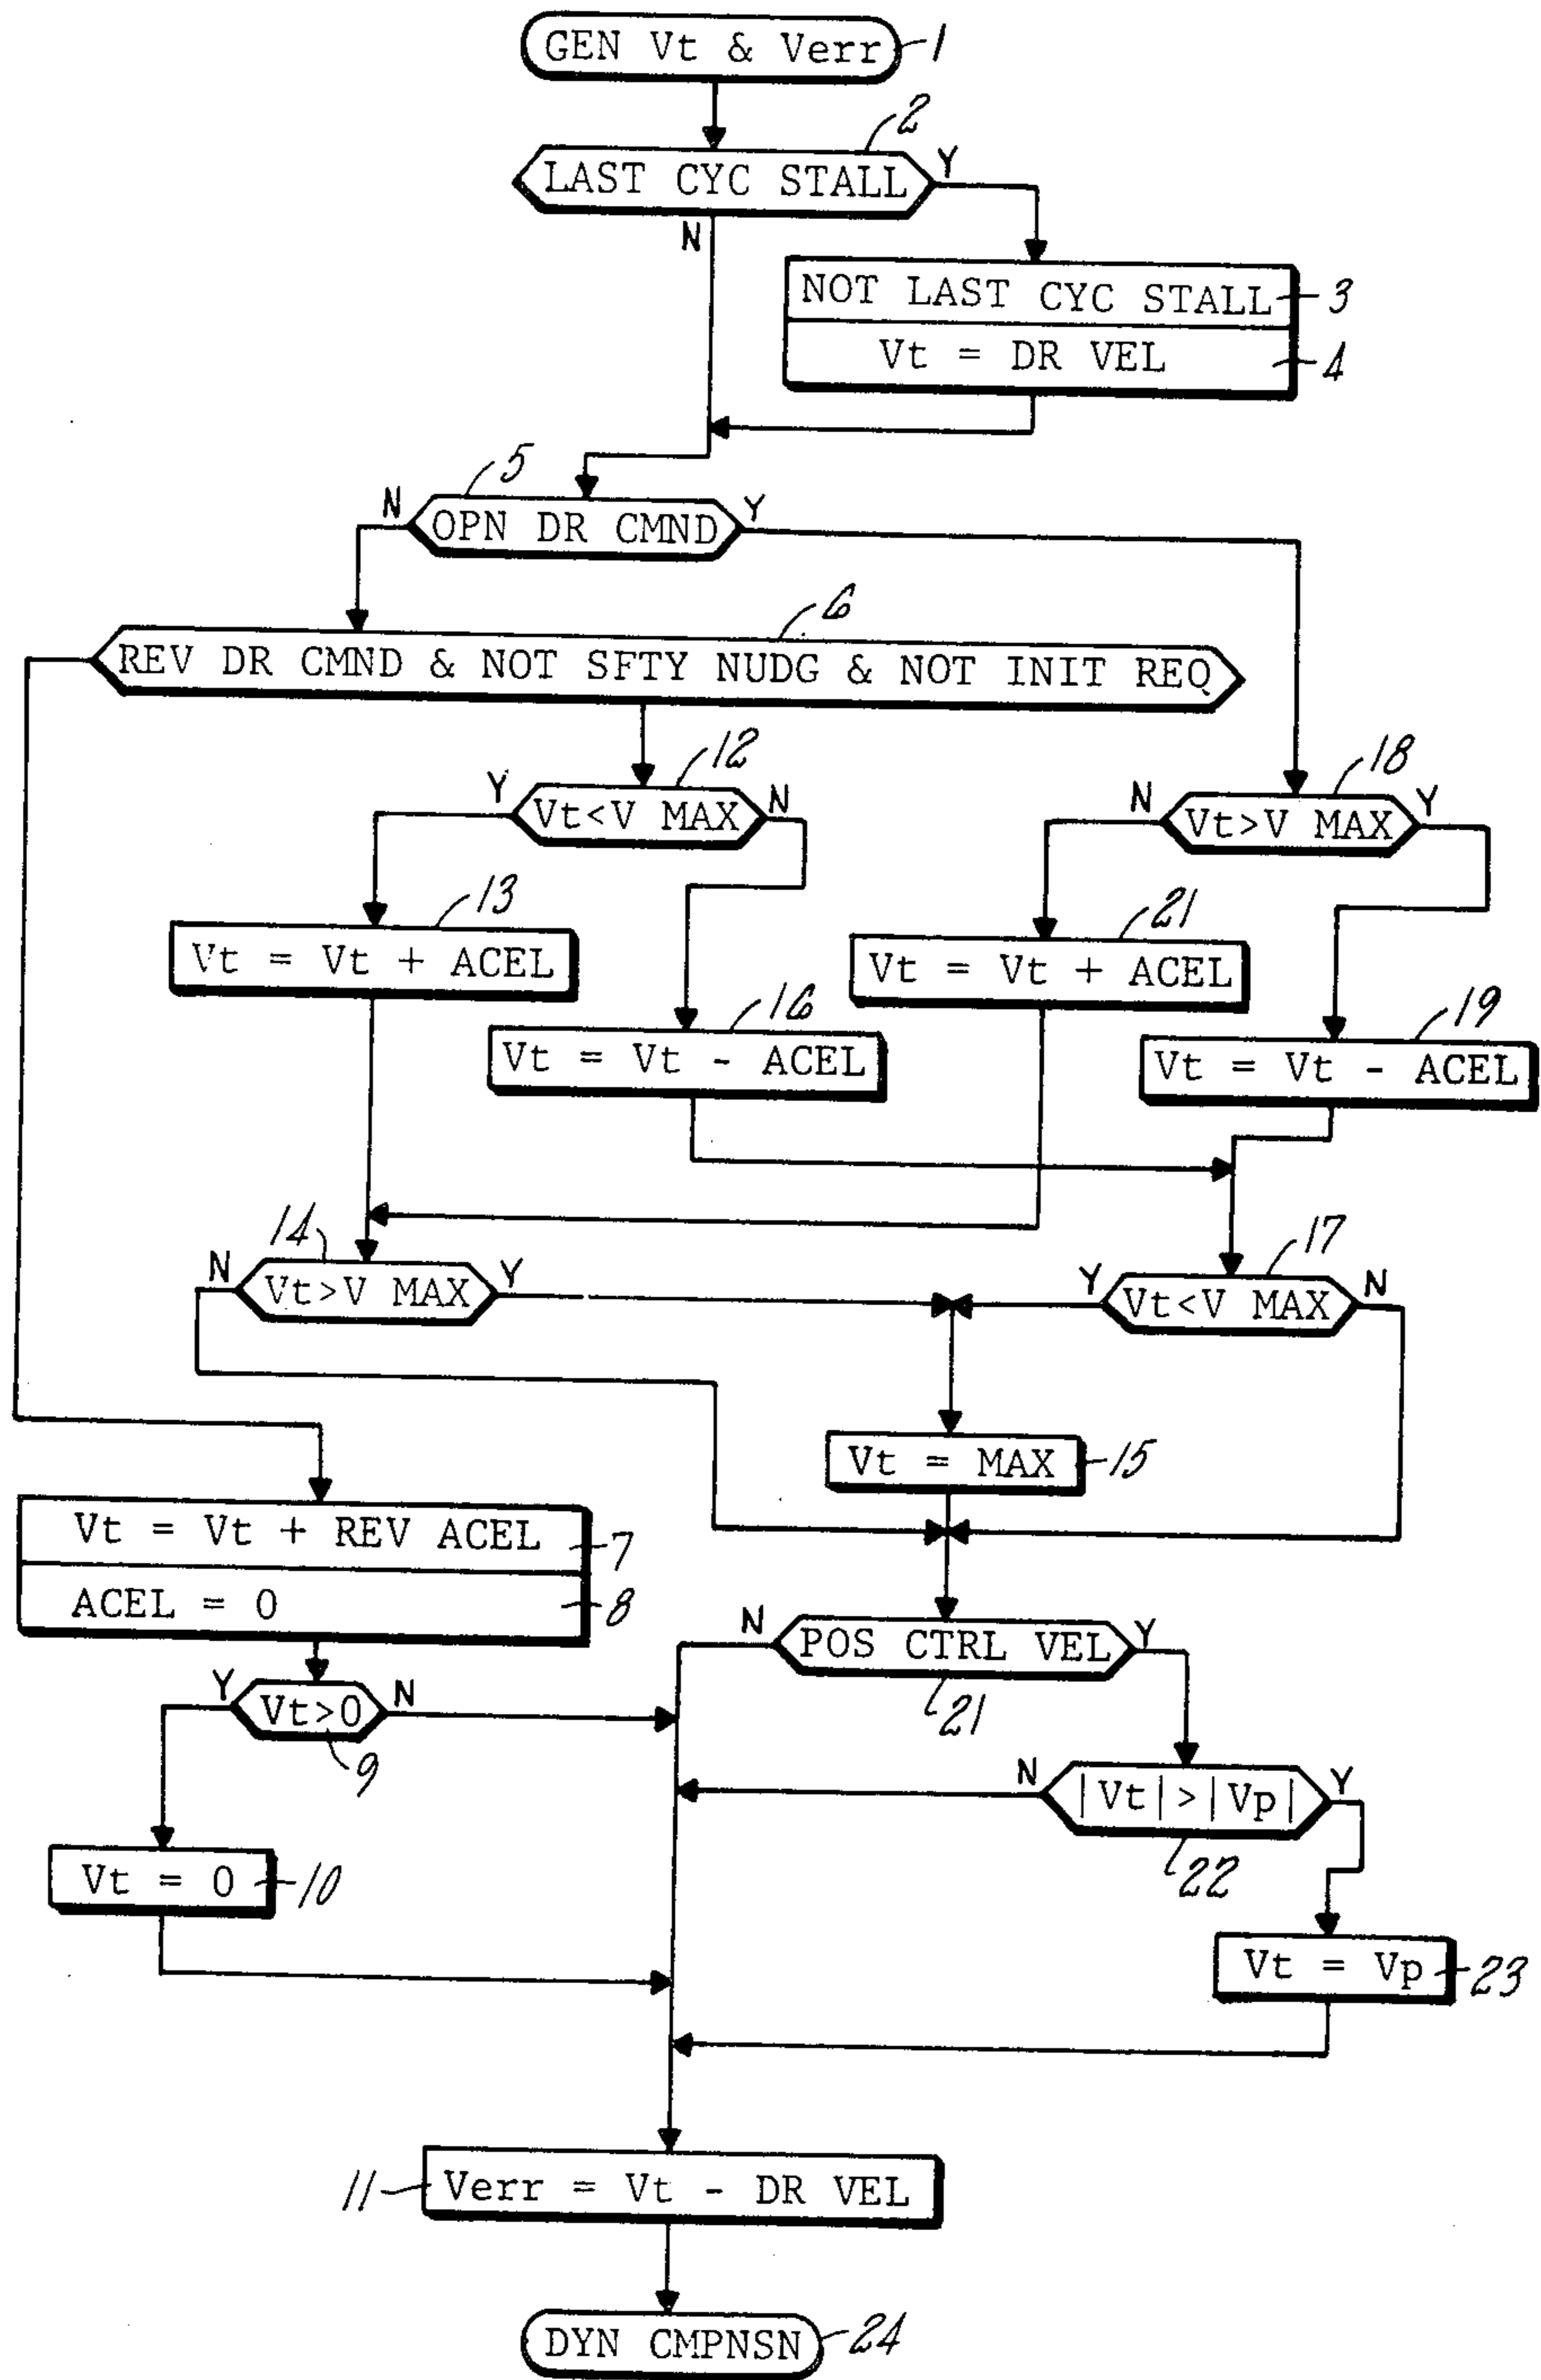 GEN Vt & Verr 1
2
LAST CYC STALL Y
N
NOT LAST CYC STALL 3
Vt = DR VEL 4
5
N OPN DR CMND Y
6
REV DR CMND & NOT SFTY NUDG & NOT INIT REQ
12
Y Vt<V MAX N
18
N Vt>V MAX Y
13
Vt = Vt + ACEL
21
Vt = Vt + ACEL
16
Vt = Vt - ACEL
19
Vt = Vt - ACEL
14
N Vt>V MAX Y
17
Y Vt<V MAX N
Vt = MAX 15
Vt = Vt + REV ACEL 7
ACEL = 0 8
N POS CTRL VEL Y
21
Y Vt>0 N
9
N |Vt|>|Vp| Y
22
Vt = 0 10
Vt = Vp 23
11 Verr = Vt - DR VEL
DYN CMPNSN 24